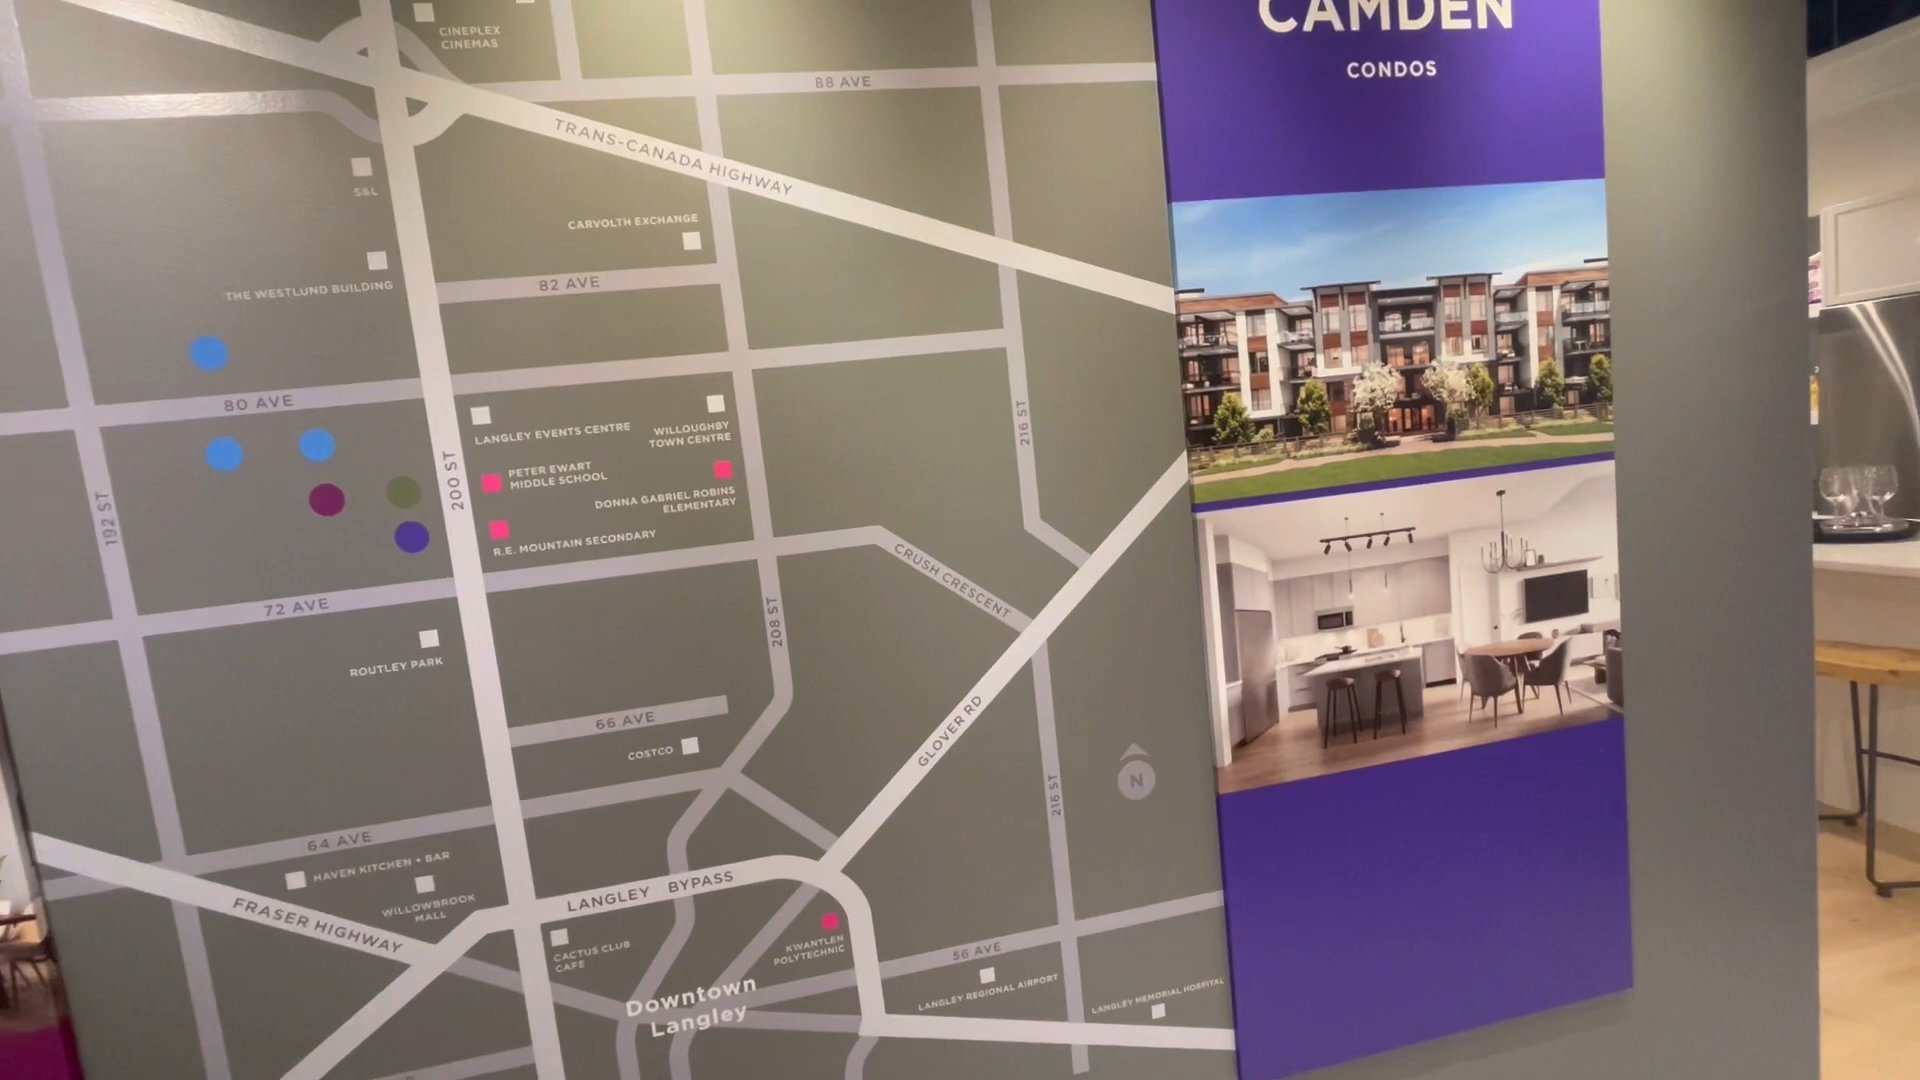 CINEPLEX
CINEMAS
88 AVE
TRANS-CANADA HIGHWAY
S&L
CARVOLTH EXCHANGE
THE WESTLUND BUILDING
82 AVE
80 AVE
LANGLEY EVENTS CENTRE
WILLOUGHBY
TOWN CENTRE
216 ST
192 ST
200 ST
PETER EWART
MIDDLE SCHOOL
DONNA GABRIEL ROBINS
ELEMENTARY
R.E. MOUNTAIN SECONDARY
CRUSH CRESCENT
72 AVE
208 ST
ROUTLEY PARK
66 AVE
COSTCO
GLOVER RD
N
216 ST
64 AVE
HAVEN KITCHEN + BAR
WILLOWBROOK
MALL
FRASER HIGHWAY
LANGLEY BYPASS
CACTUS CLUB
CAFE
KWANTLEN
POLYTECHNIC
56 AVE
LANGLEY REGIONAL AIRPORT
LANGLEY MEMORIAL HOSPITAL
Downtown
Langley
CAMDEN
CONDOS